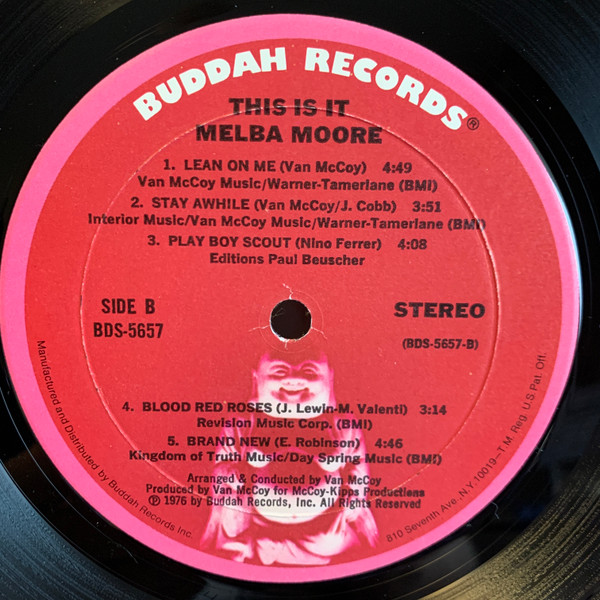 BUDDAH RECORDS®
THIS IS IT
MELBA MOORE
1. LEAN ON ME (Van McCoy) 4:49
Van McCoy Music/Warner-Tamerlane (BMI)
2. STAY AWHILE (Van McCoy/J. Cobb) 3:51
Interior Music/Van McCoy Music/Warner-Tamerlane (BMI)
3. PLAY BOY SCOUT (Nino Ferrer) 4:08
Editions Paul Beuscher
SIDE B
BDS-5657
STEREO
(BDS-5657-B)
4. BLOOD RED ROSES (J. Lewin-M. Valenti) 3:14
Revision Music Corp. (BMI)
5. BRAND NEW (E. Robinson) 4:46
Kingdom of Truth Music/Day Spring Music (BMI)
Arranged & Conducted by Van McCoy
Produced by Van McCoy for McCoy-Kipps Productions
℗ 1976 by Buddah Records, Inc. All Rights Reserved
Manufactured and Distributed by Buddah Records Inc.
810 Seventh Ave. N.Y. 10019—T.M. Reg. U.S Pat. Off.